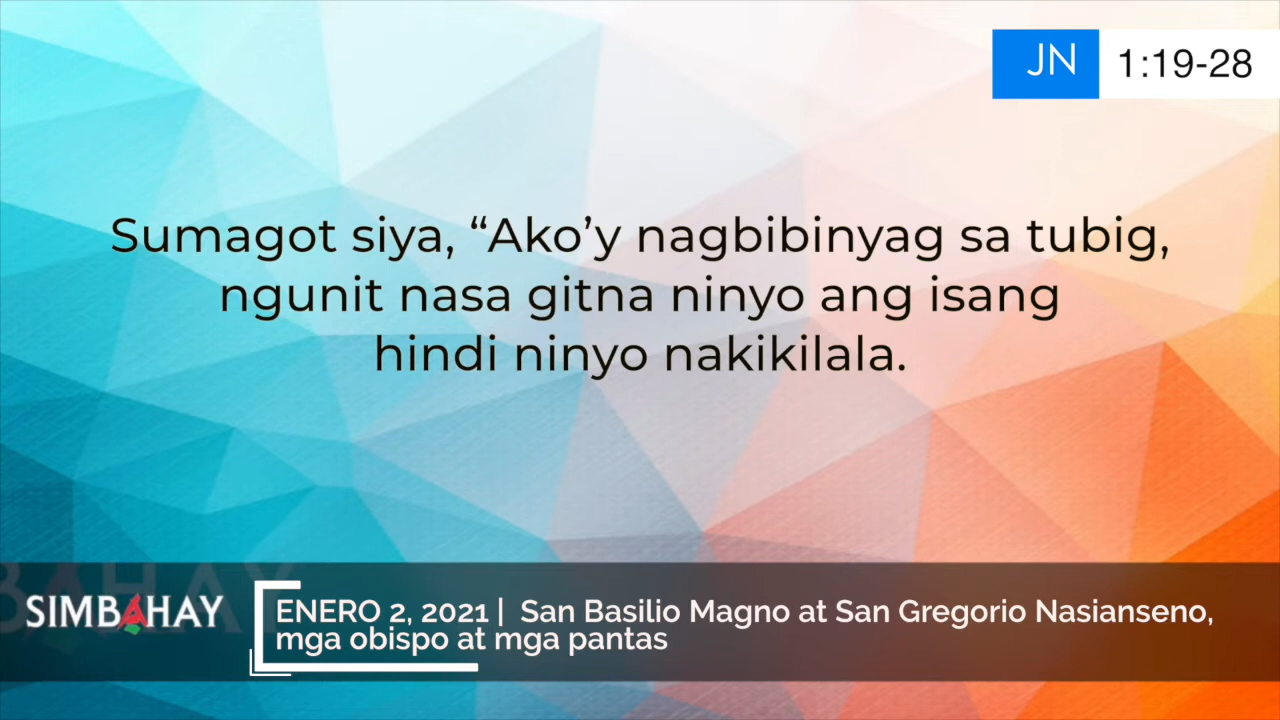 JN 1:19-28
Sumagot siya, “Ako’y nagbibinyag sa tubig,
ngunit nasa gitna ninyo ang isang
hindi ninyo nakikilala.
SIMBAHAY
ENERO 2, 2021 | San Basilio Magno at San Gregorio Nasianseno,
mga obispo at mga pantas